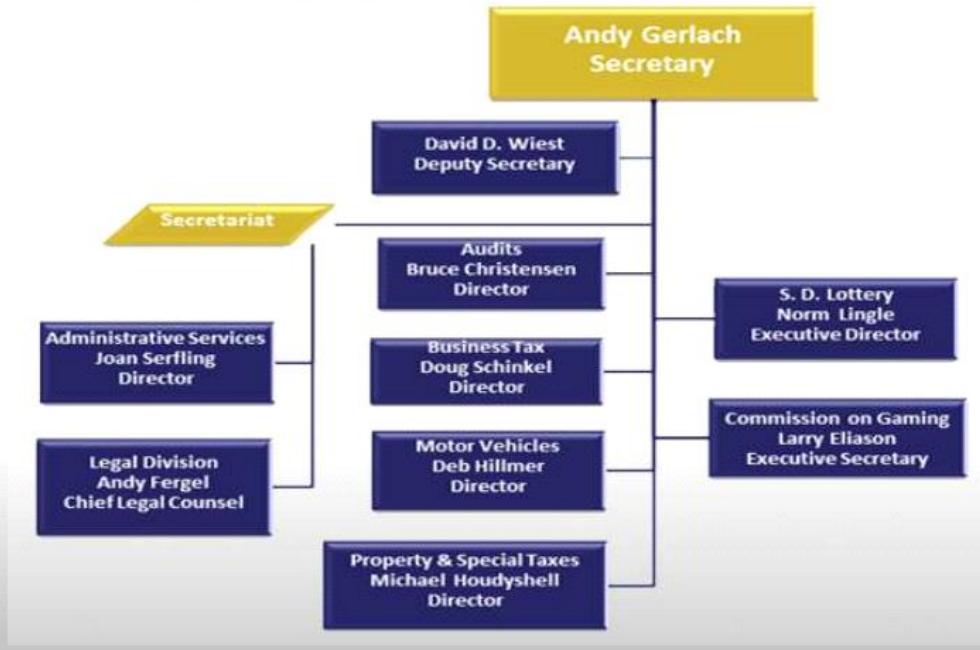 Andy Gerlach
Secretary
David D. Wiest
Deputy Secretary
Secretariat
Audits
Bruce Christensen
Director
S. D. Lottery
Norm Lingle
Executive Director
Administrative Services
Joan Serfling
Director
Business Tax
Doug Schinkel
Director
Commission on Gaming
Larry Eliason
Executive Secretary
Motor Vehicles
Deb Hillmer
Director
Legal Division
Andy Fergel
Chief Legal Counsel
Property & Special Taxes
Michael Houdyshell
Director